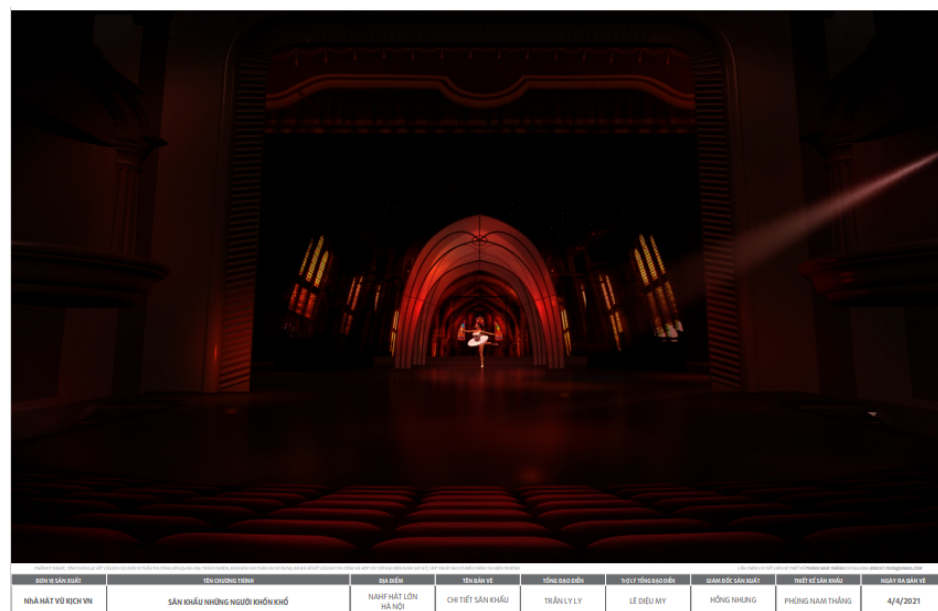 ĐƠN VỊ SẢN XUẤT
TÊN CHƯƠNG TRÌNH
ĐỊA ĐIỂM
TÊN BẢN VẼ
TỔNG ĐẠO DIỄN
TRỢ LÝ TỔNG ĐẠO DIỄN
GIÁM ĐỐC SẢN XUẤT
THIẾT KẾ SÂN KHẤU
NGÀY RA BẢN VẼ
NHÀ HÁT VŨ KỊCH VN
SÂN KHẤU NHỮNG NGƯỜI KHỐN KHỔ
NAHF HÁT LỚN
HÀ NỘI
CHI TIẾT SÂN KHẤU
TRẦN LY LY
LÊ DIỆU MY
HỒNG NHUNG
PHÙNG NAM THẮNG
4/4/2021